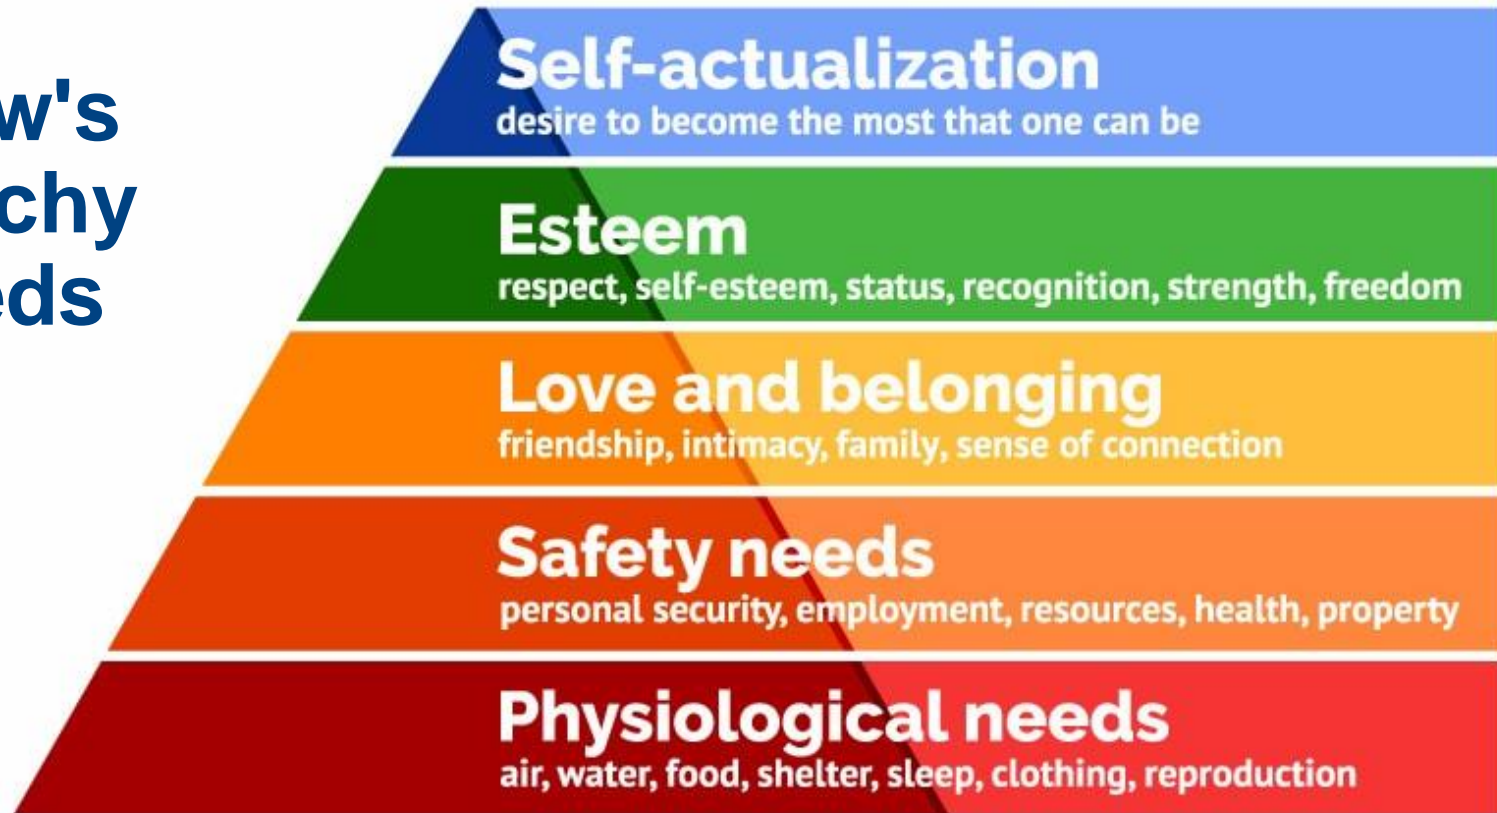 w's
chy
eds
Self-actualization
desire to become the most that one can be
Esteem
respect, self-esteem, status, recognition, strength, freedom
Love and belonging
friendship, intimacy, family, sense of connection
Safety needs
personal security, employment, resources, health, property
Physiological needs
air, water, food, shelter, sleep, clothing, reproduction